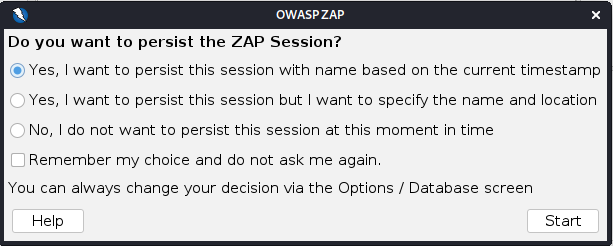 OWASP ZAP
Do you want to persist the ZAP Session?
Yes, I want to persist this session with name based on the current timestamp
Yes, I want to persist this session but I want to specify the name and location
No, I do not want to persist this session at this moment in time
Remember my choice and do not ask me again.
You can always change your decision via the Options / Database screen
Help
Start